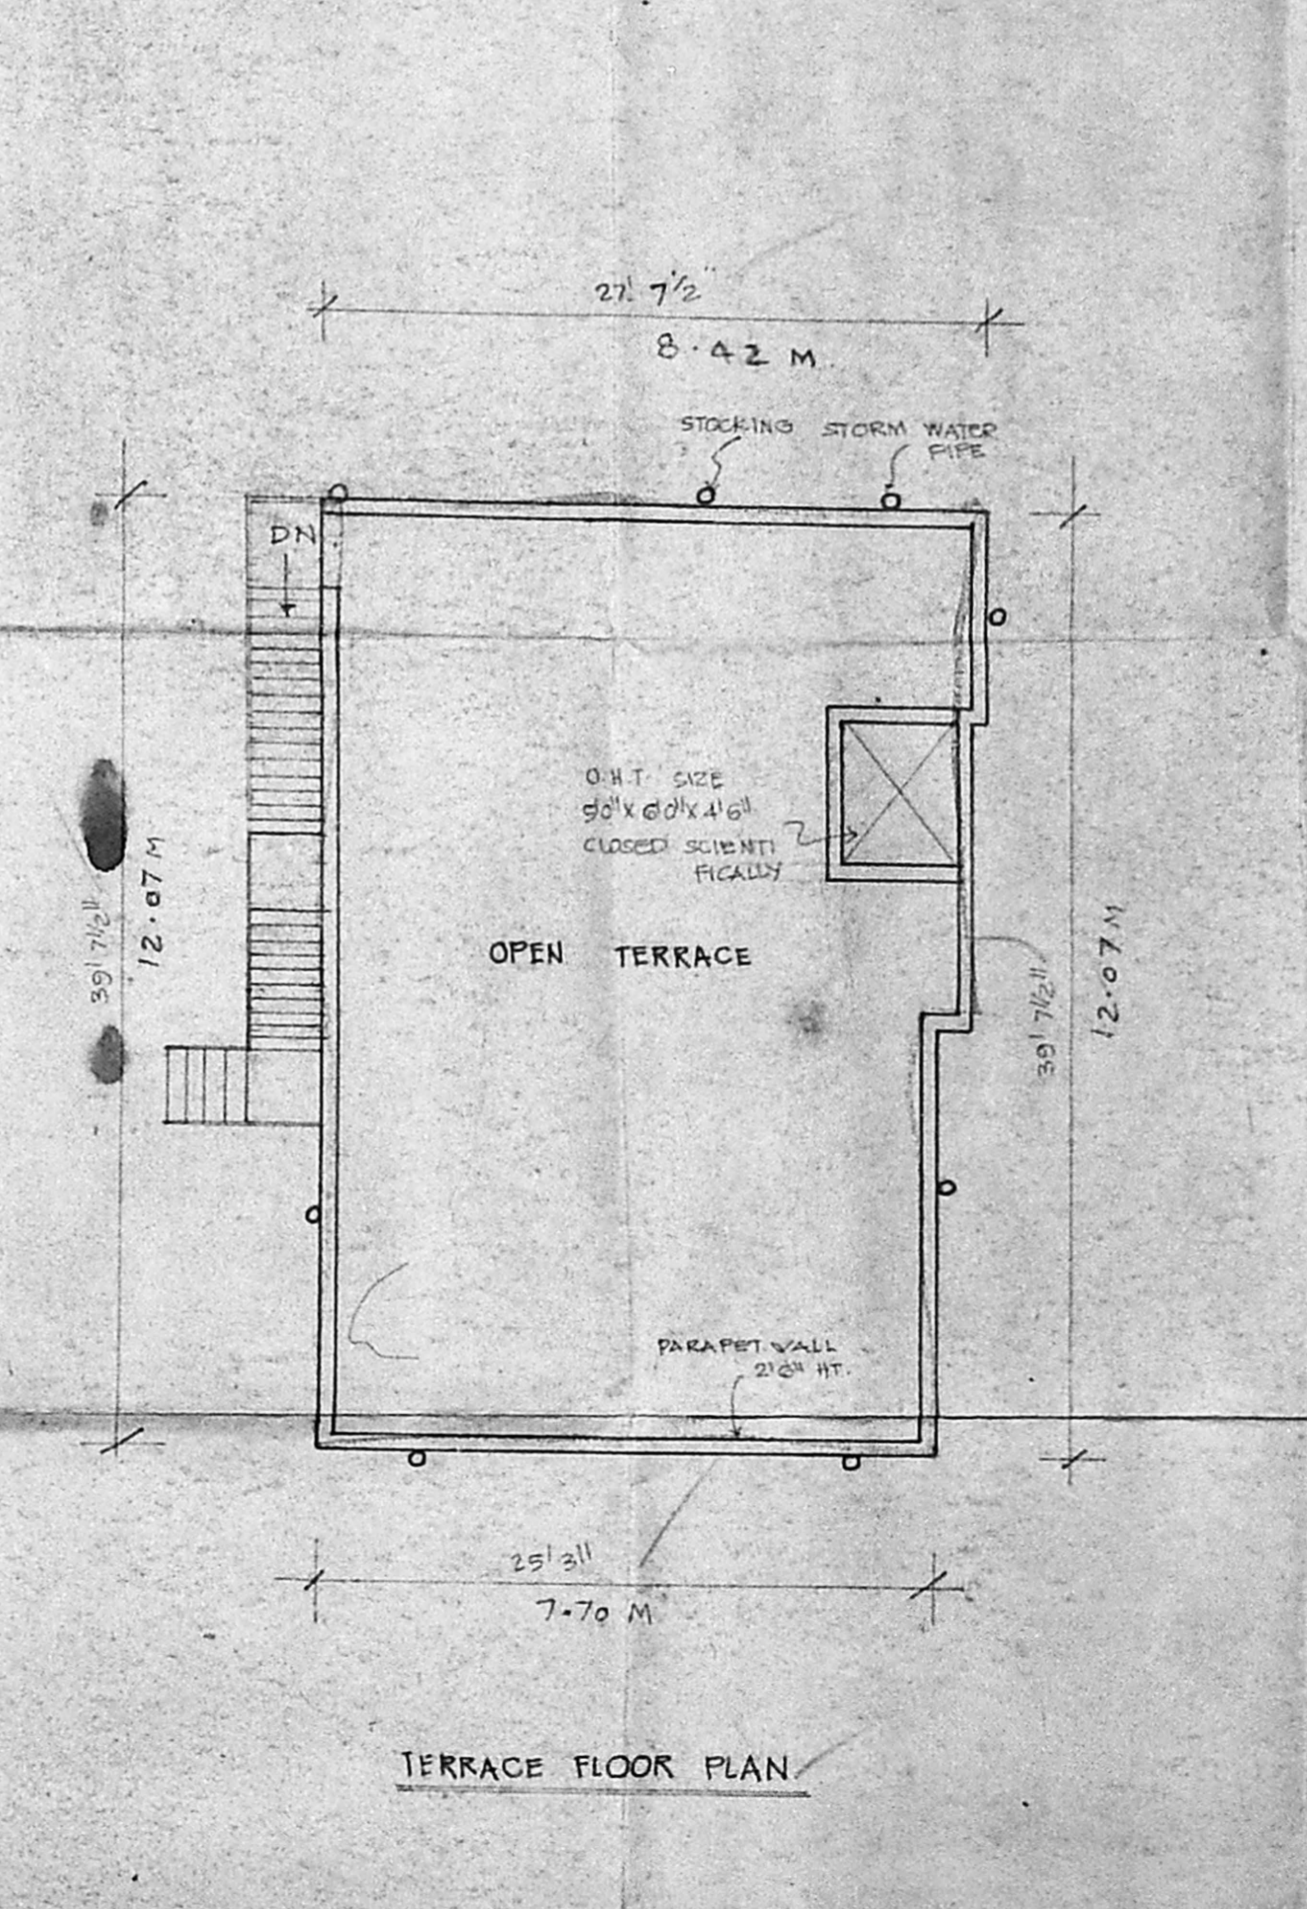 27' 7½"
8.42 M.
STOCKING STORM WATER
PIPE
DN
O.H.T. SIZE
5'0"x6'0"x4'6"
CLOSED SCIENTI
FICALLY
12.07 M
39' 7½"
OPEN TERRACE
39' 7½"
12.07 M
PARAPET WALL
2'6" HT.
25' 3"
7.70 M
TERRACE FLOOR PLAN